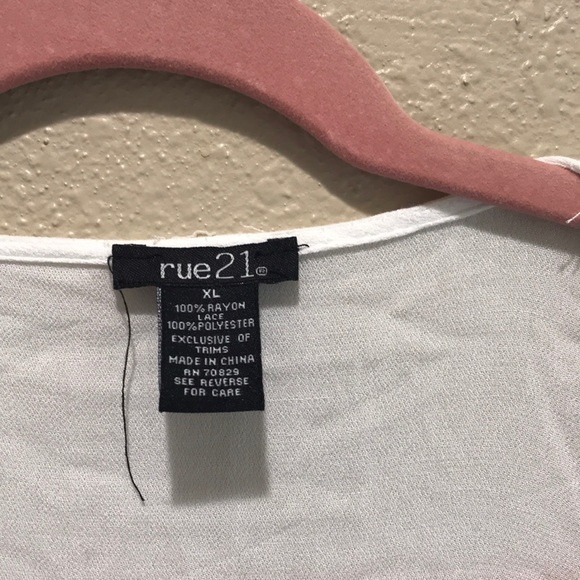 rue21®
XL
100% RAYON
LACE
100% POLYESTER
EXCLUSIVE OF
TRIMS
MADE IN CHINA
RN 70829
SEE REVERSE
FOR CARE